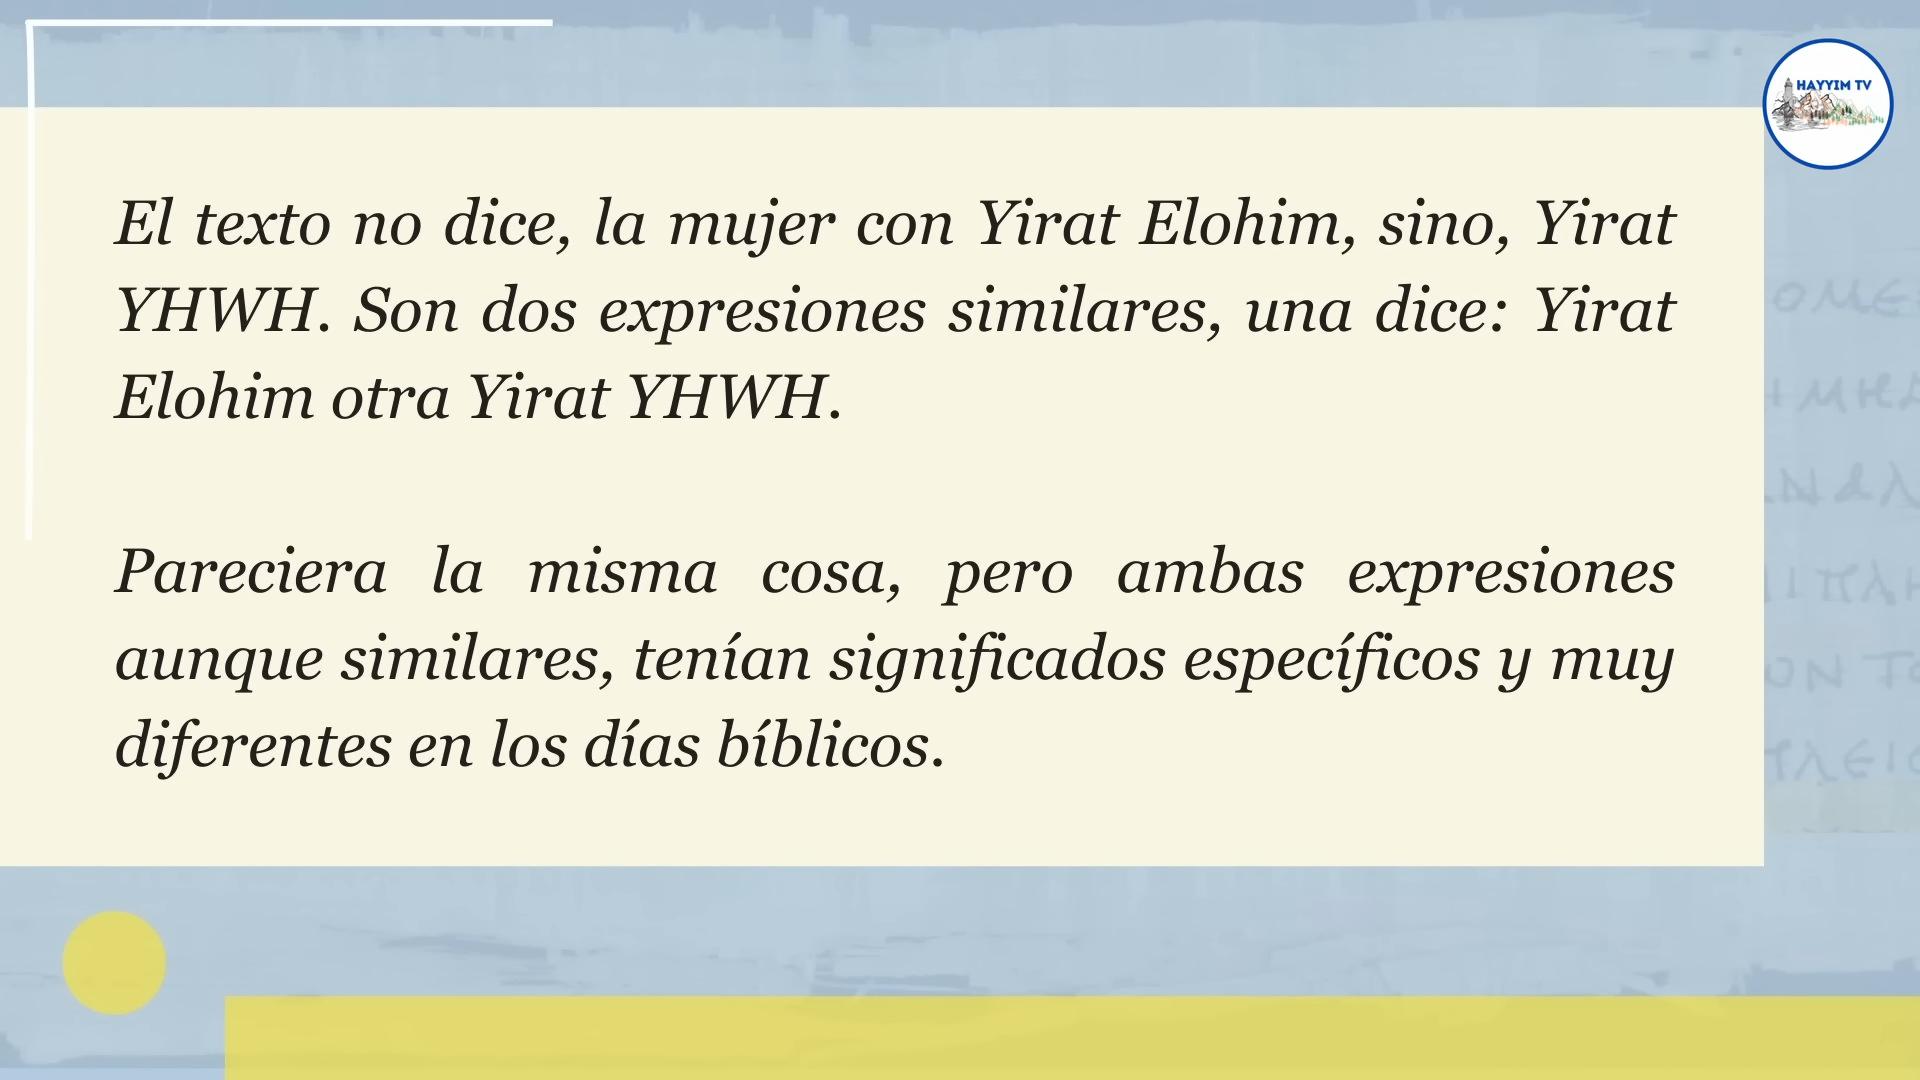 HAYYIM TV
El texto no dice, la mujer con Yirat Elohim, sino, Yirat
YHWH. Son dos expresiones similares, una dice: Yirat
Elohim otra Yirat YHWH.
Pareciera la misma cosa, pero ambas expresiones
aunque similares, tenían significados específicos y muy
diferentes en los días bíblicos.